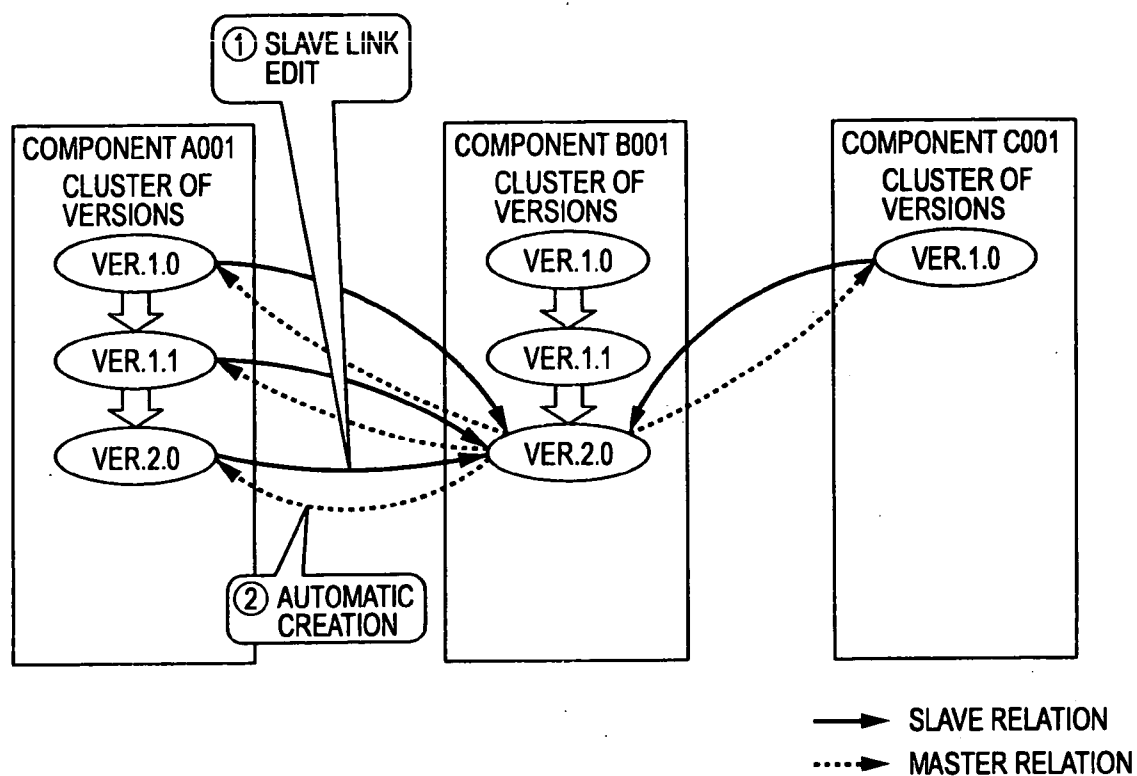 ① SLAVE LINK
EDIT
COMPONENT A001
CLUSTER OF
VERSIONS
VER.1.0
VER.1.1
VER.2.0
COMPONENT B001
CLUSTER OF
VERSIONS
VER.1.0
VER.1.1
VER.2.0
COMPONENT C001
CLUSTER OF
VERSIONS
VER.1.0
② AUTOMATIC
CREATION
SLAVE RELATION
MASTER RELATION